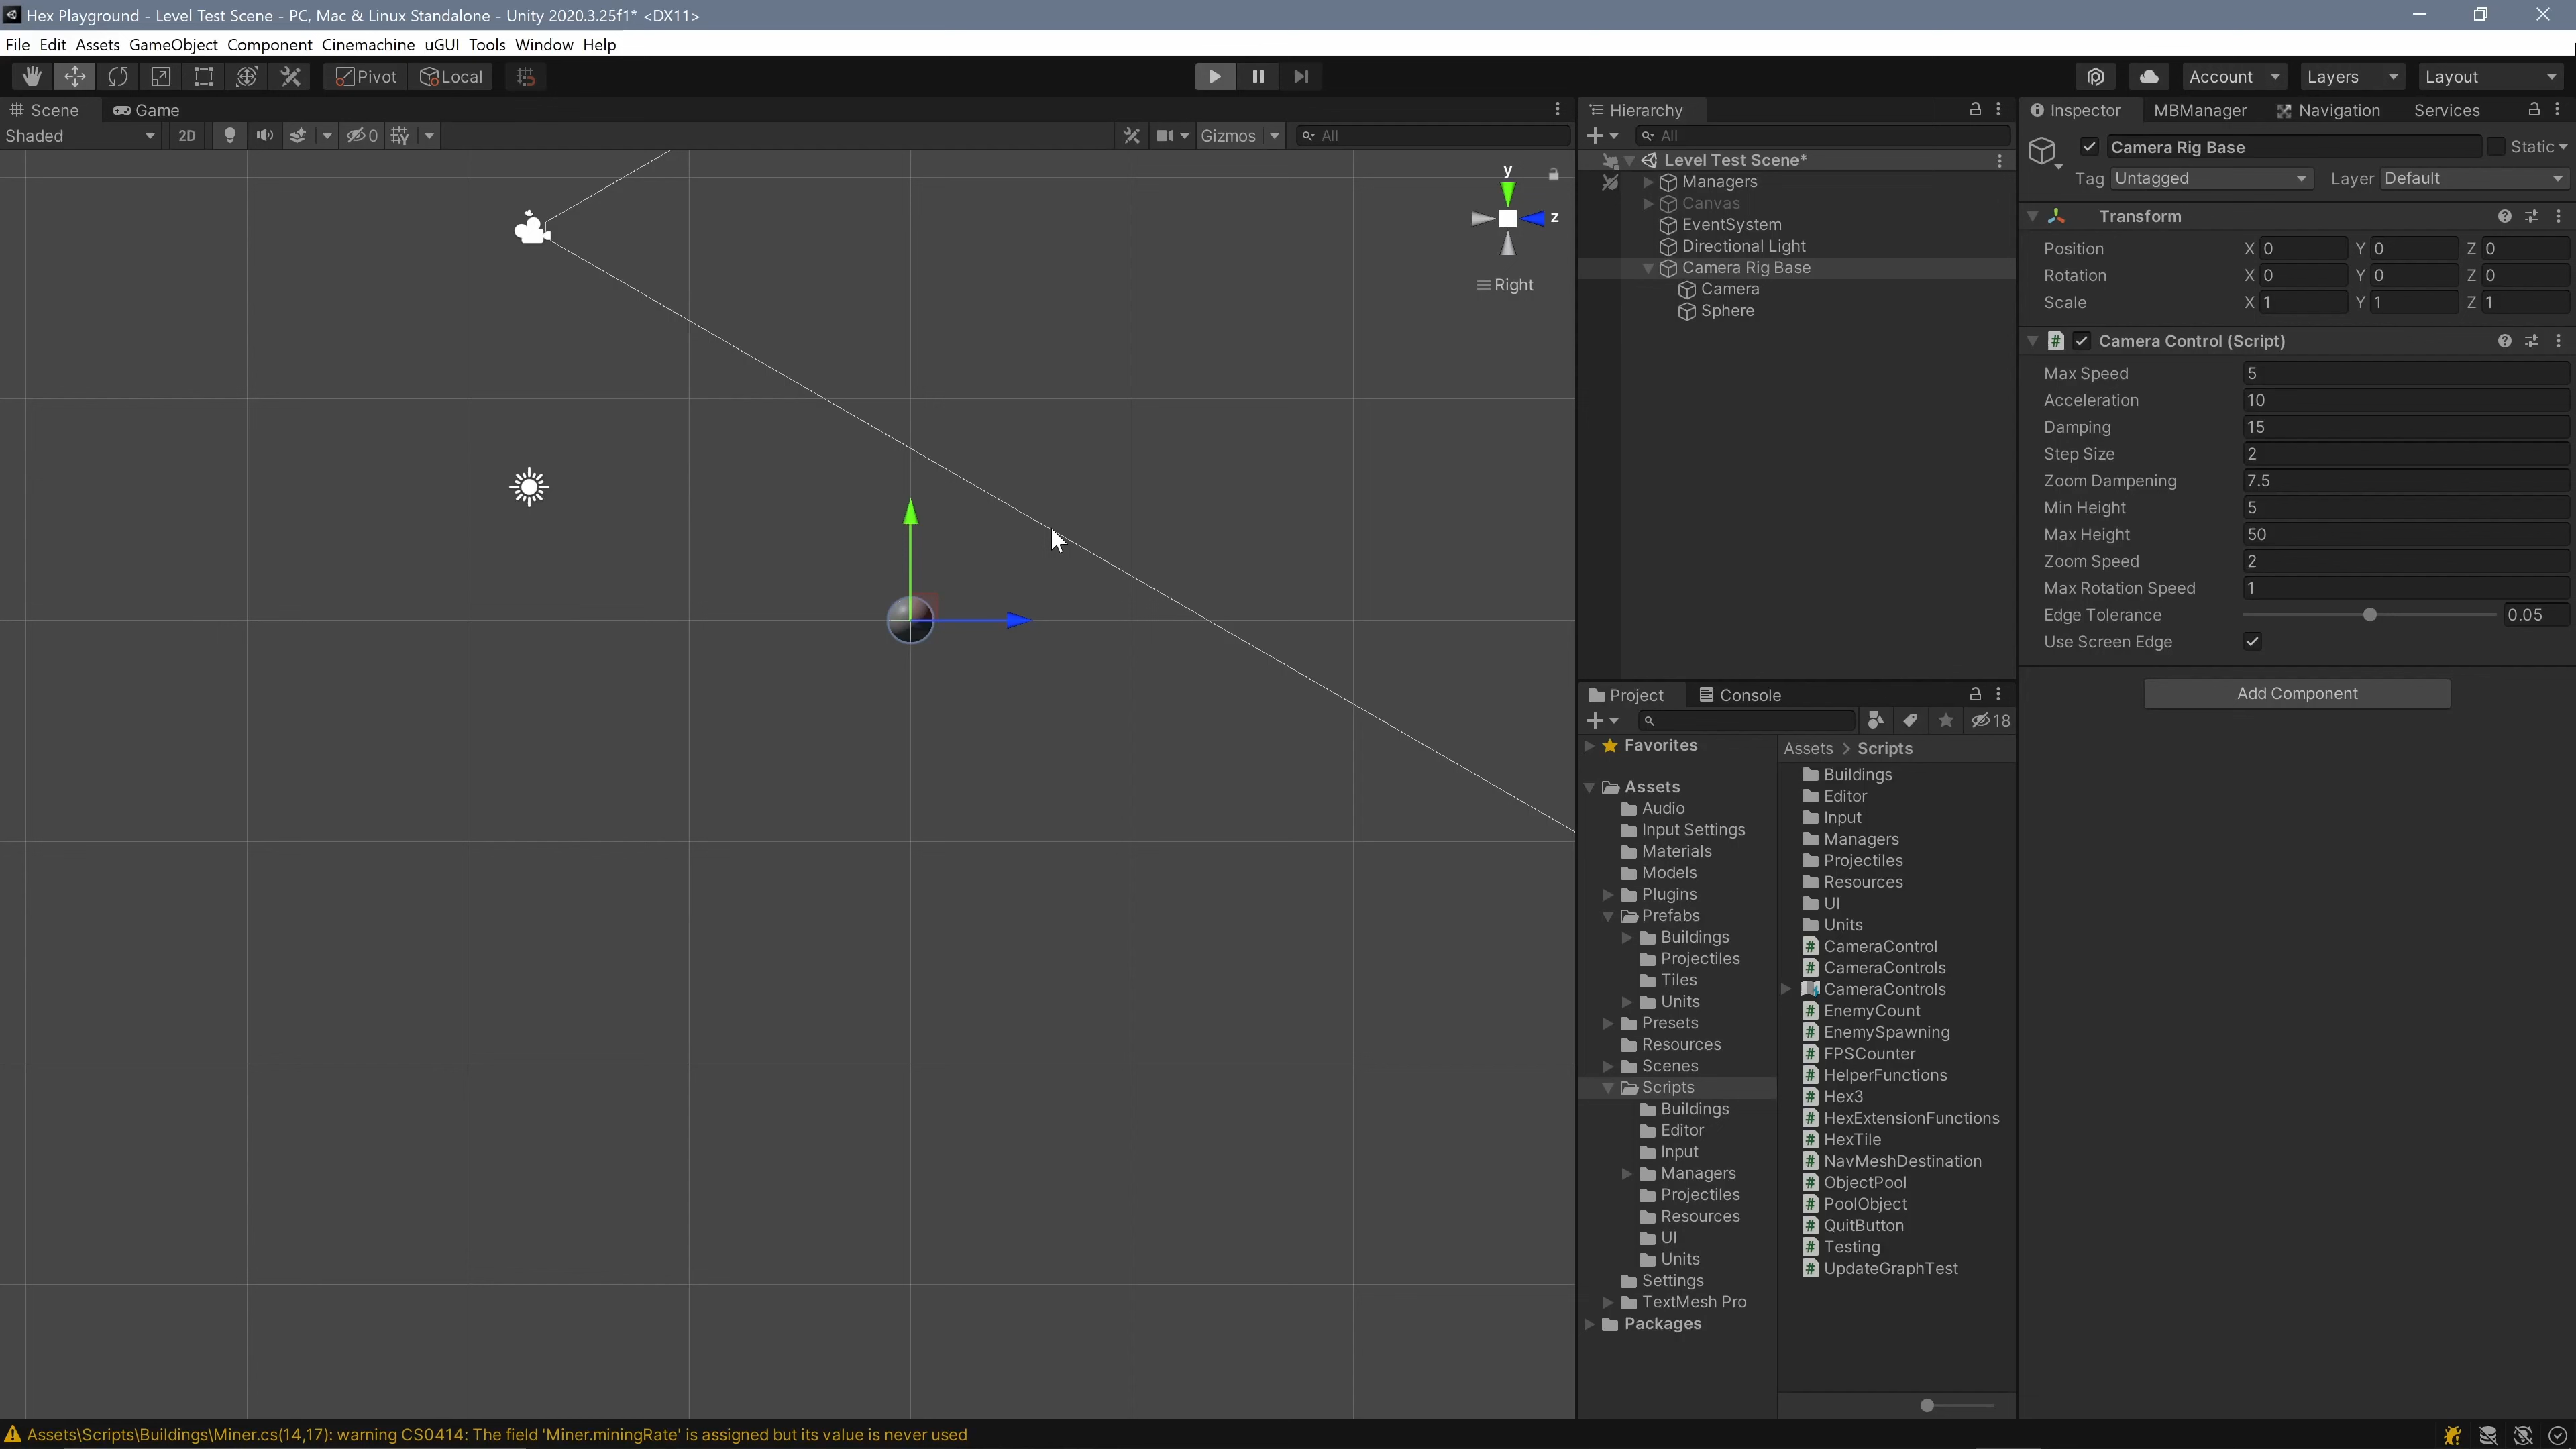 Hex Playground - Level Test Scene - PC, Mac & Linux Standalone - Unity 2020.3.25f1* <DX11>
File Edit Assets GameObject Component Cinemachine uGUI Tools Window Help
Pivot Local Account Layers Layout
Scene Game
Shaded 2D 0 Gizmos All
y
z
Right
Hierarchy
All
Level Test Scene*
Managers
Canvas
EventSystem
Directional Light
Camera Rig Base
Camera
Sphere
Project Console
18
Favorites
Assets
Audio
Input Settings
Materials
Models
Plugins
Prefabs
Buildings
Projectiles
Tiles
Units
Presets
Resources
Scenes
Scripts
Buildings
Editor
Input
Managers
Projectiles
Resources
UI
Units
Settings
TextMesh Pro
Packages
Assets > Scripts
Buildings
Editor
Input
Managers
Projectiles
Resources
UI
Units
CameraControl
CameraControls
CameraControls
EnemyCount
EnemySpawning
FPSCounter
HelperFunctions
Hex3
HexExtensionFunctions
HexTile
NavMeshDestination
ObjectPool
PoolObject
QuitButton
Testing
UpdateGraphTest
Inspector MBManager Navigation Services
Camera Rig Base Static
Tag Untagged Layer Default
Transform
Position X 0 Y 0 Z 0
Rotation X 0 Y 0 Z 0
Scale X 1 Y 1 Z 1
# Camera Control (Script)
Max Speed 5
Acceleration 10
Damping 15
Step Size 2
Zoom Dampening 7.5
Min Height 5
Max Height 50
Zoom Speed 2
Max Rotation Speed 1
Edge Tolerance 0.05
Use Screen Edge
Add Component
Assets\Scripts\Buildings\Miner.cs(14,17): warning CS0414: The field 'Miner.miningRate' is assigned but its value is never used